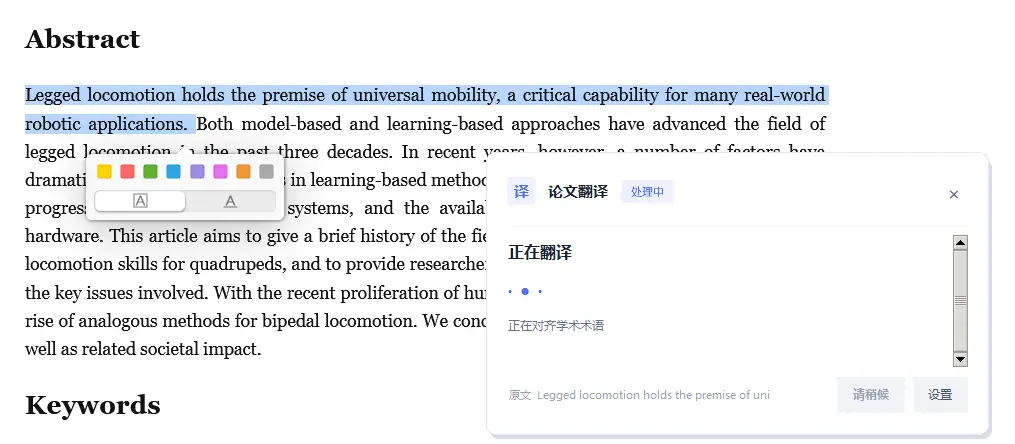 Abstract
Legged locomotion holds the premise of universal mobility, a critical capability for many real-world
robotic applications. Both model-based and learning-based approaches have advanced the field of
legged locomotion in the past three decades. In recent years, however, a number of factors have
dramati
s in learning-based method
progres
systems, and the availa
hardware. This article aims to give a brief history of the fie
locomotion skills for quadrupeds, and to provide researche
the key issues involved. With the recent proliferation of hu
rise of analogous methods for bipedal locomotion. We conc
well as related societal impact.
Keywords
A A
译 论文翻译 处理中 ×
正在翻译
正在对齐学术术语
原文 Legged locomotion holds the premise of uni
请稍候 设置